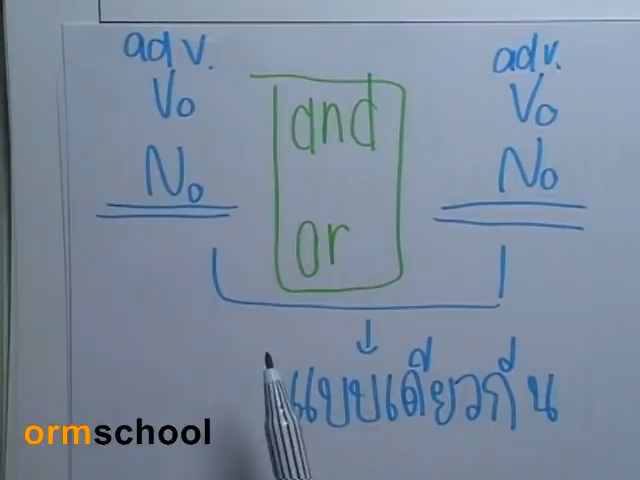 adv. adv.
V. V.
N. and N.
or
แบบเดียวกัน
ormschool